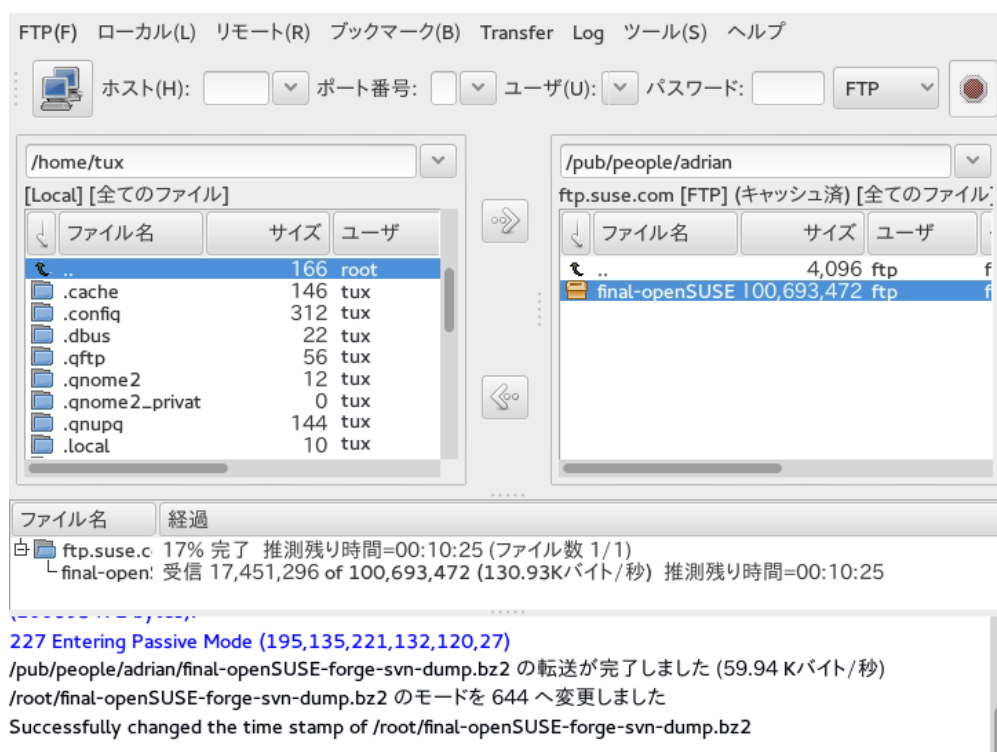 FTP(F) ローカル(L) リモート(R) ブックマーク(B) Transfer Log ツール(S) ヘルプ
ホスト(H): ポート番号: ユーザ(U): パスワード: FTP
/home/tux
[Local] [全てのファイル]
ファイル名 サイズ ユーザ
.. 166 root
.cache 146 tux
.config 312 tux
.dbus 22 tux
.gftp 56 tux
.gnome2 12 tux
.gnome2_privat 0 tux
.gnupg 144 tux
.local 10 tux
/pub/people/adrian
ftp.suse.com [FTP] (キャッシュ済) [全てのファイル]
ファイル名 サイズ ユーザ
.. 4,096 ftp f
final-openSUSE 100,693,472 ftp f
ファイル名 経過
ftp.suse.c 17% 完了 推測残り時間=00:10:25 (ファイル数 1/1)
final-open 受信 17,451,296 of 100,693,472 (130.93Kバイト/秒) 推測残り時間=00:10:25
227 Entering Passive Mode (195,135,221,132,120,27)
/pub/people/adrian/final-openSUSE-forge-svn-dump.bz2 の転送が完了しました (59.94 Kバイト/秒)
/root/final-openSUSE-forge-svn-dump.bz2 のモードを 644 へ変更しました
Successfully changed the time stamp of /root/final-openSUSE-forge-svn-dump.bz2